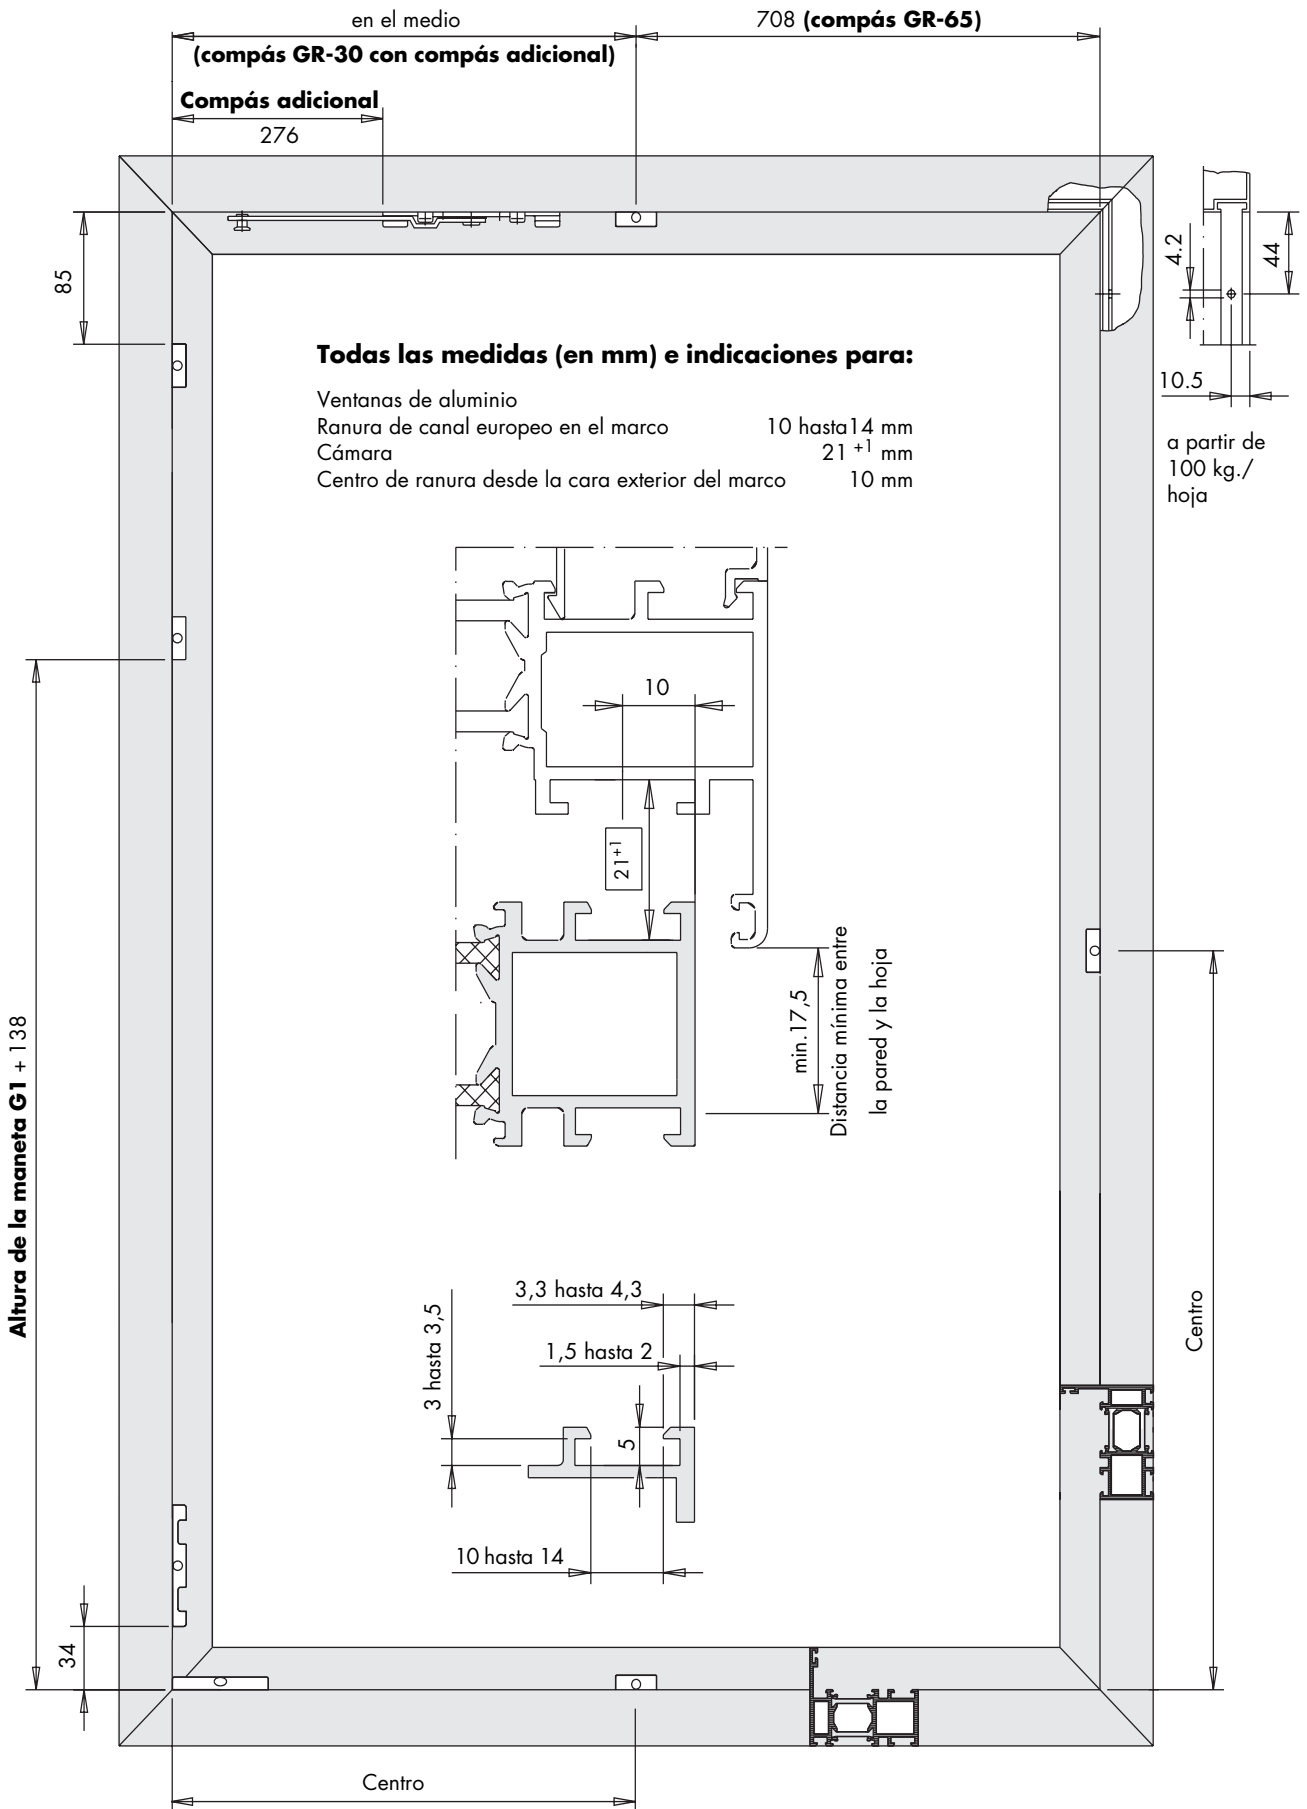 en el medio
708 (compás GR-65)
(compás GR-30 con compás adicional)
Compás adicional
276
85
4.2
44
10.5
a partir de
100 kg./
hoja
Todas las medidas (en mm) e indicaciones para:
Ventanas de aluminio
Ranura de canal europeo en el marco 10 hasta14 mm
Cámara 21 +1 mm
Centro de ranura desde la cara exterior del marco 10 mm
10
21+1
min.17,5
Distancia mínima entre
la pared y la hoja
Altura de la maneta G1 + 138
3,3 hasta 4,3
3 hasta 3,5
1,5 hasta 2
5
10 hasta 14
Centro
34
Centro